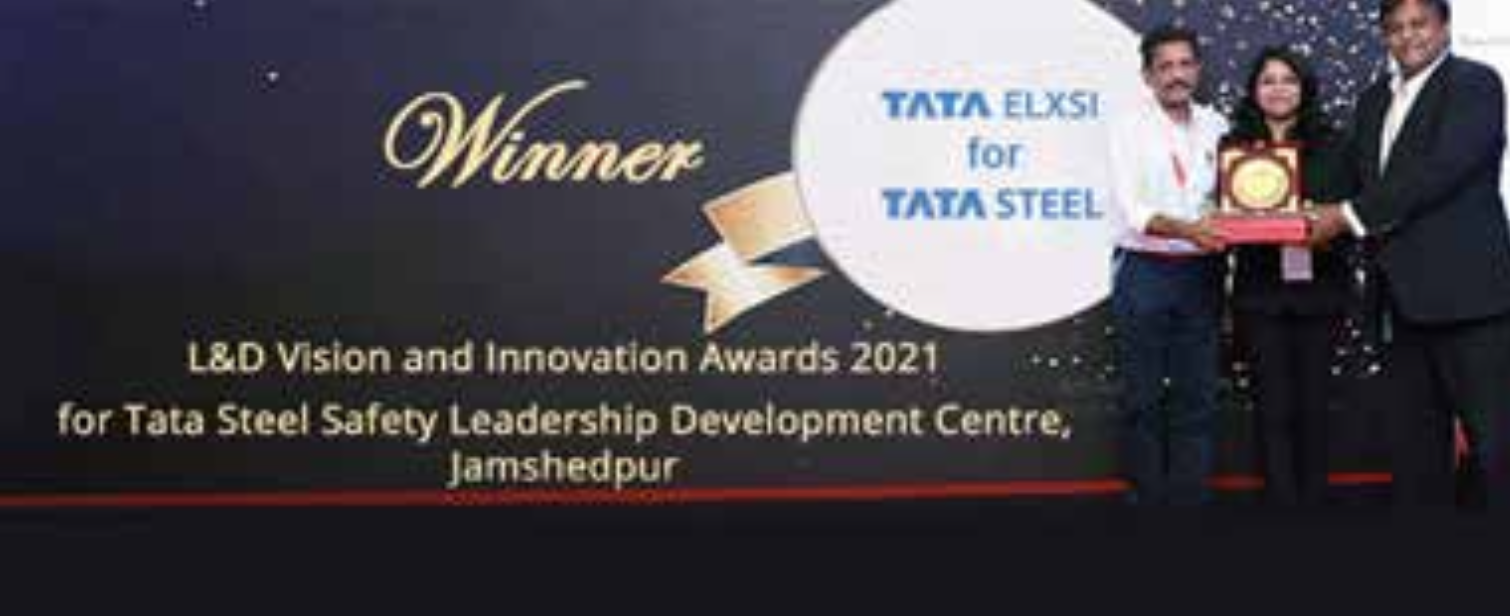 Winner
TATA ELXSI
for
TATA STEEL
L&D Vision and Innovation Awards 2021
for Tata Steel Safety Leadership Development Centre,
Jamshedpur